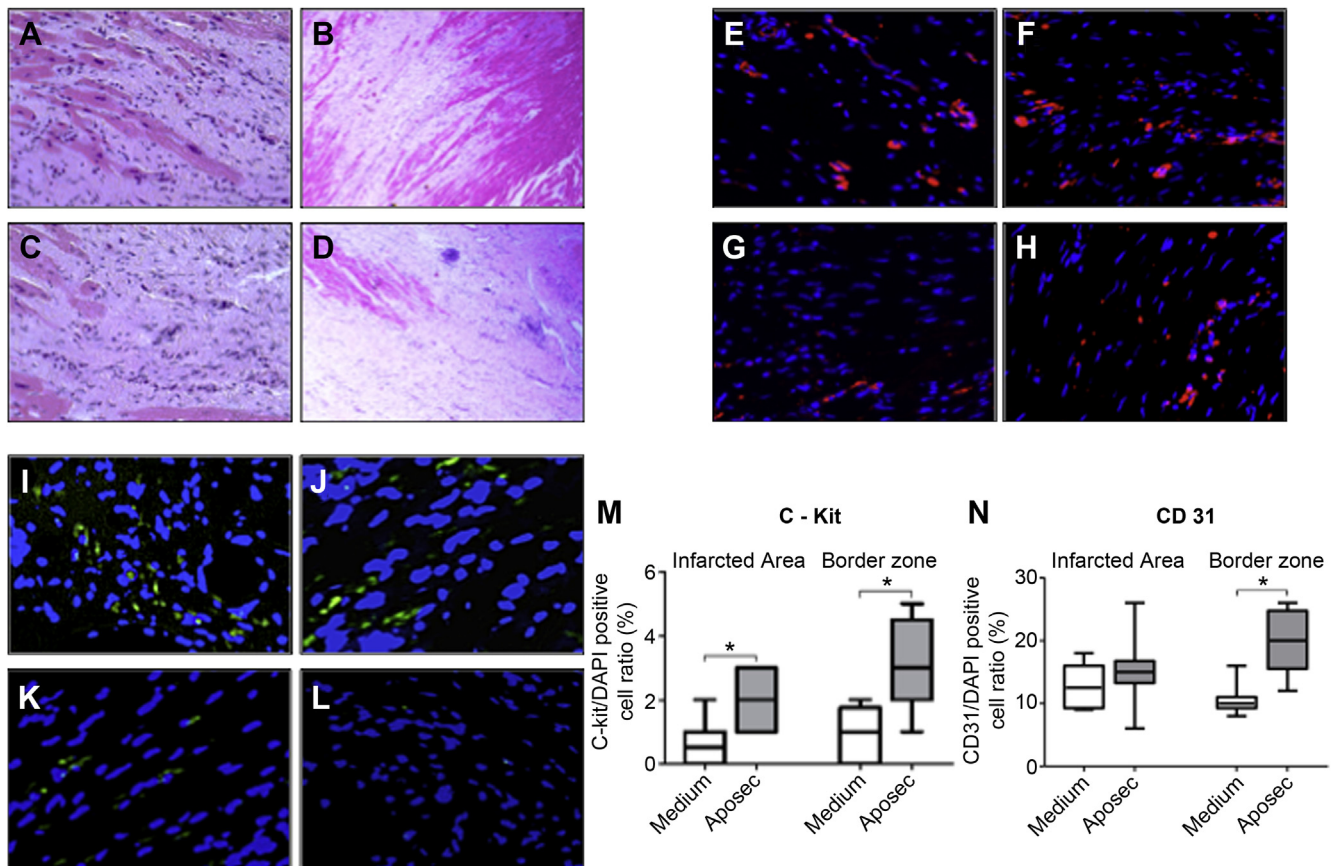 A
B
C
D
E
F
G
H
I
J
K
L
M
C - Kit
Infarcted Area
Border zone
C-kit/DAPI positive
cell ratio (%)
6
4
2
0
*
*
Medium
Aposec
Medium
Aposec
N
CD 31
Infarcted Area
Border zone
CD31/DAPI positive
cell ratio (%)
30
20
10
0
*
Medium
Aposec
Medium
Aposec